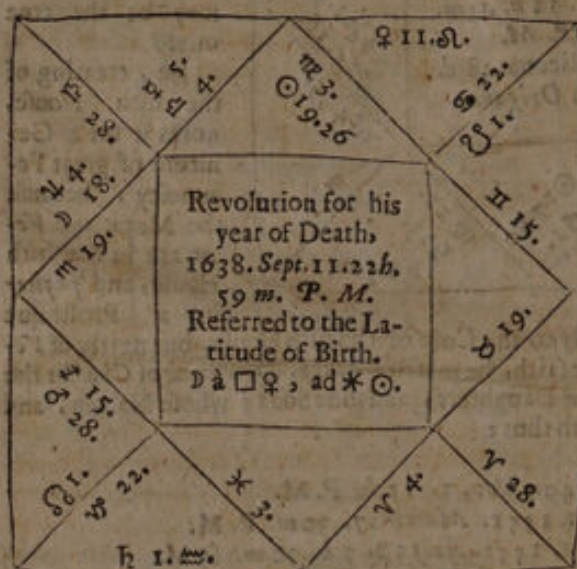 ♀ 11. ♌.
♎ 28.
5.
4.
♍ 3.
☉ 19.26
♋ 22.
☋ 1.
♃ 4.
☽ 18.
♏ 19.
Revolution for his
year of Death,
1638. Sept. 11. 22h.
59 m. P. M.
Referred to the La-
titude of Birth.
☽ à □ ♀, ad ✶ ☉.
♊ 15.
♉ 19.
♐ 15.
♂ 28.
☊ 1.
♑ 22.
♓ 3.
♈ 4.
♈ 28.
♄ 1. ♒.